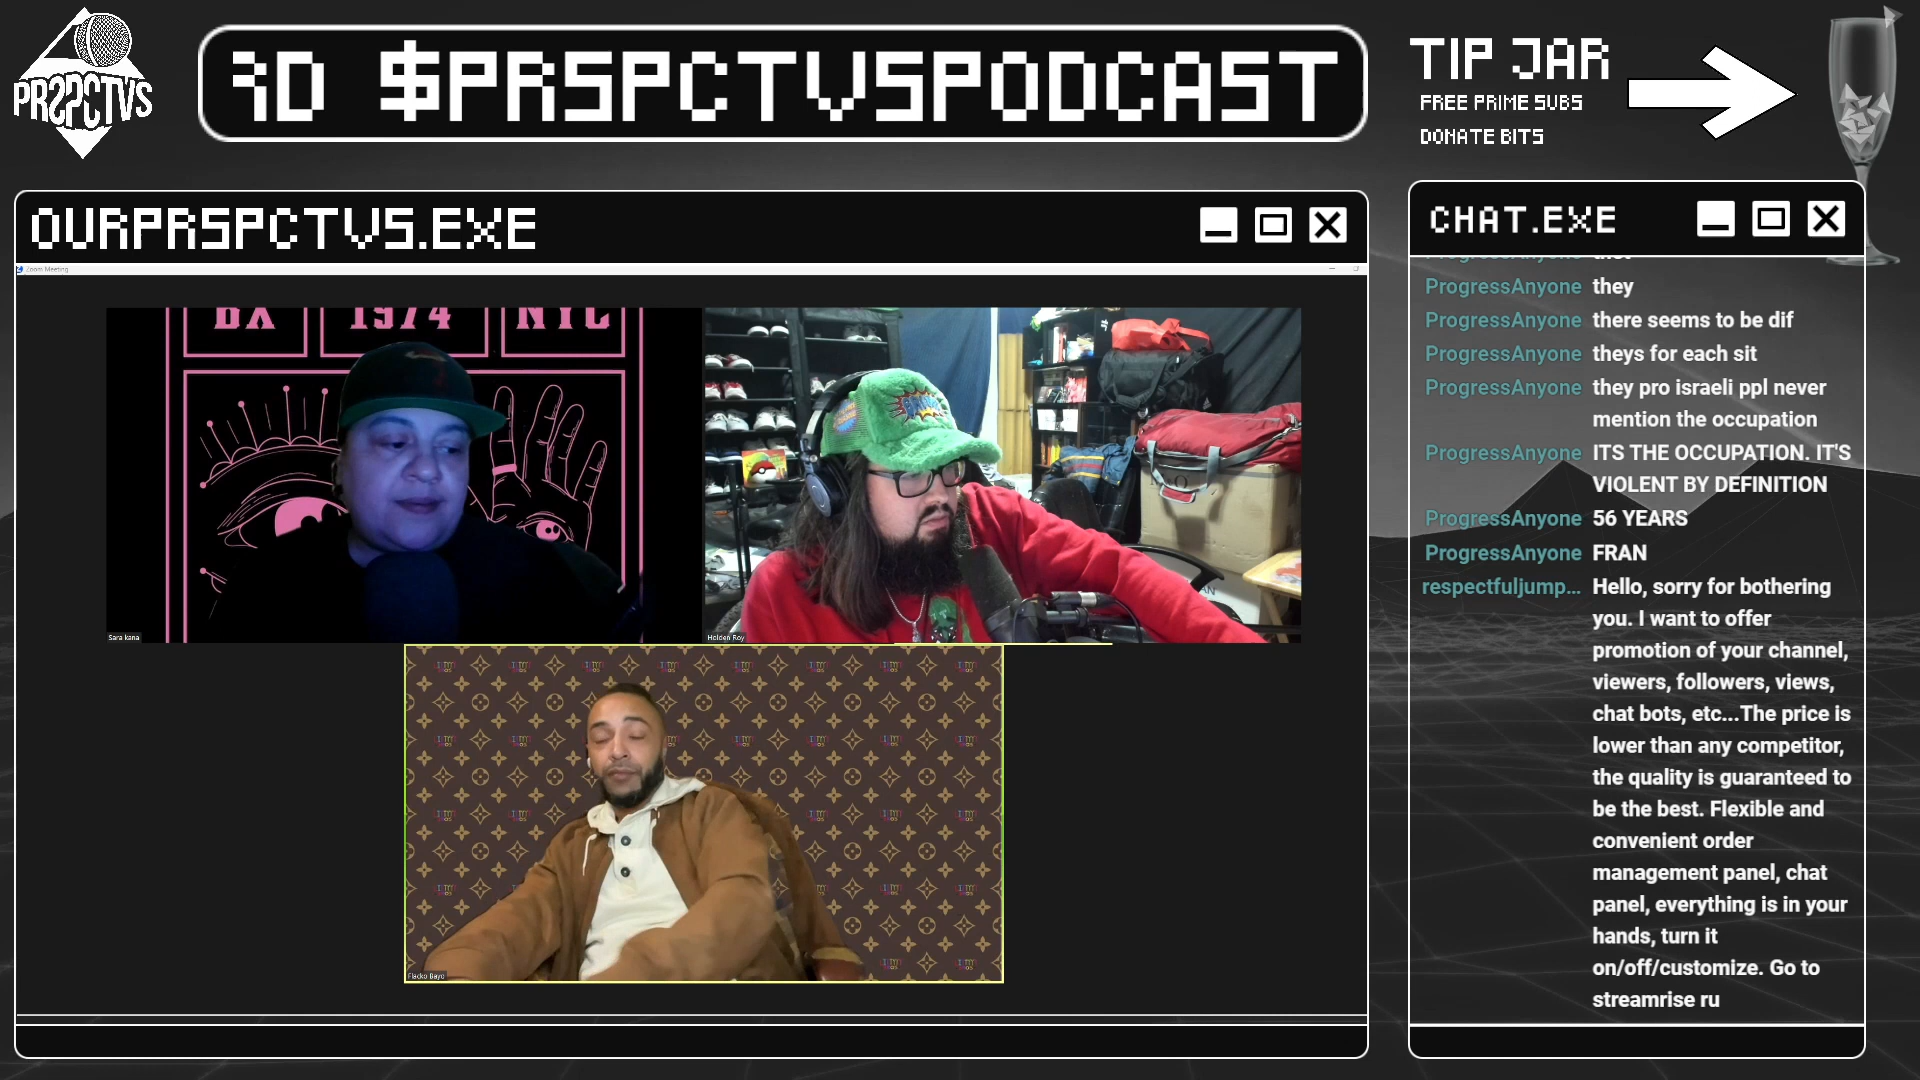 PRSPCTVS
RD $PRSPCTVSPODCAST
TIP JAR
FREE PRIME SUBS
DONATE BITS
OURPRSPCTVS.EXE
Zoom Meeting
BX 1974 NYC
Sara kana
Holden Roy
Flacko Bayo
CHAT.EXE
ProgressAnyone they
ProgressAnyone there seems to be dif
ProgressAnyone theys for each sit
ProgressAnyone they pro israeli ppl never
mention the occupation
ProgressAnyone ITS THE OCCUPATION. IT'S
VIOLENT BY DEFINITION
ProgressAnyone 56 YEARS
ProgressAnyone FRAN
respectfuljump... Hello, sorry for bothering
you. I want to offer
promotion of your channel,
viewers, followers, views,
chat bots, etc...The price is
lower than any competitor,
the quality is guaranteed to
be the best. Flexible and
convenient order
management panel, chat
panel, everything is in your
hands, turn it
on/off/customize. Go to
streamrise ru